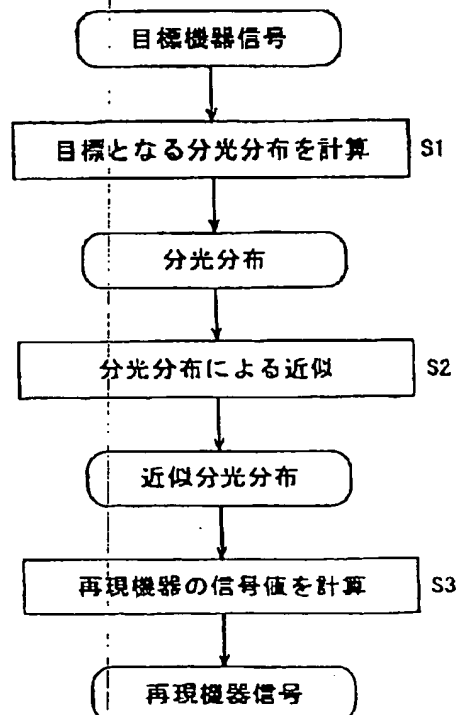 目標機器信号
目標となる分光分布を計算 S1
分光分布
分光分布による近似 S2
近似分光分布
再現機器の信号値を計算 S3
再現機器信号